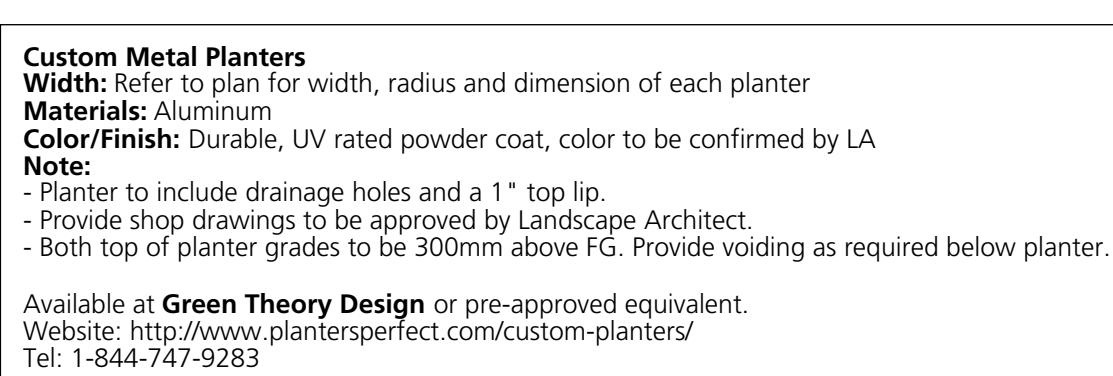 Custom Metal Planters
Width: Refer to plan for width, radius and dimension of each planter
Materials: Aluminum
Color/Finish: Durable, UV rated powder coat, color to be confirmed by LA
Note:
- Planter to include drainage holes and a 1" top lip.
- Provide shop drawings to be approved by Landscape Architect.
- Both top of planter grades to be 300mm above FG. Provide voiding as required below planter.
Available at Green Theory Design or pre-approved equivalent.
Website: http://www.plantersperfect.com/custom-planters/
Tel: 1-844-747-9283